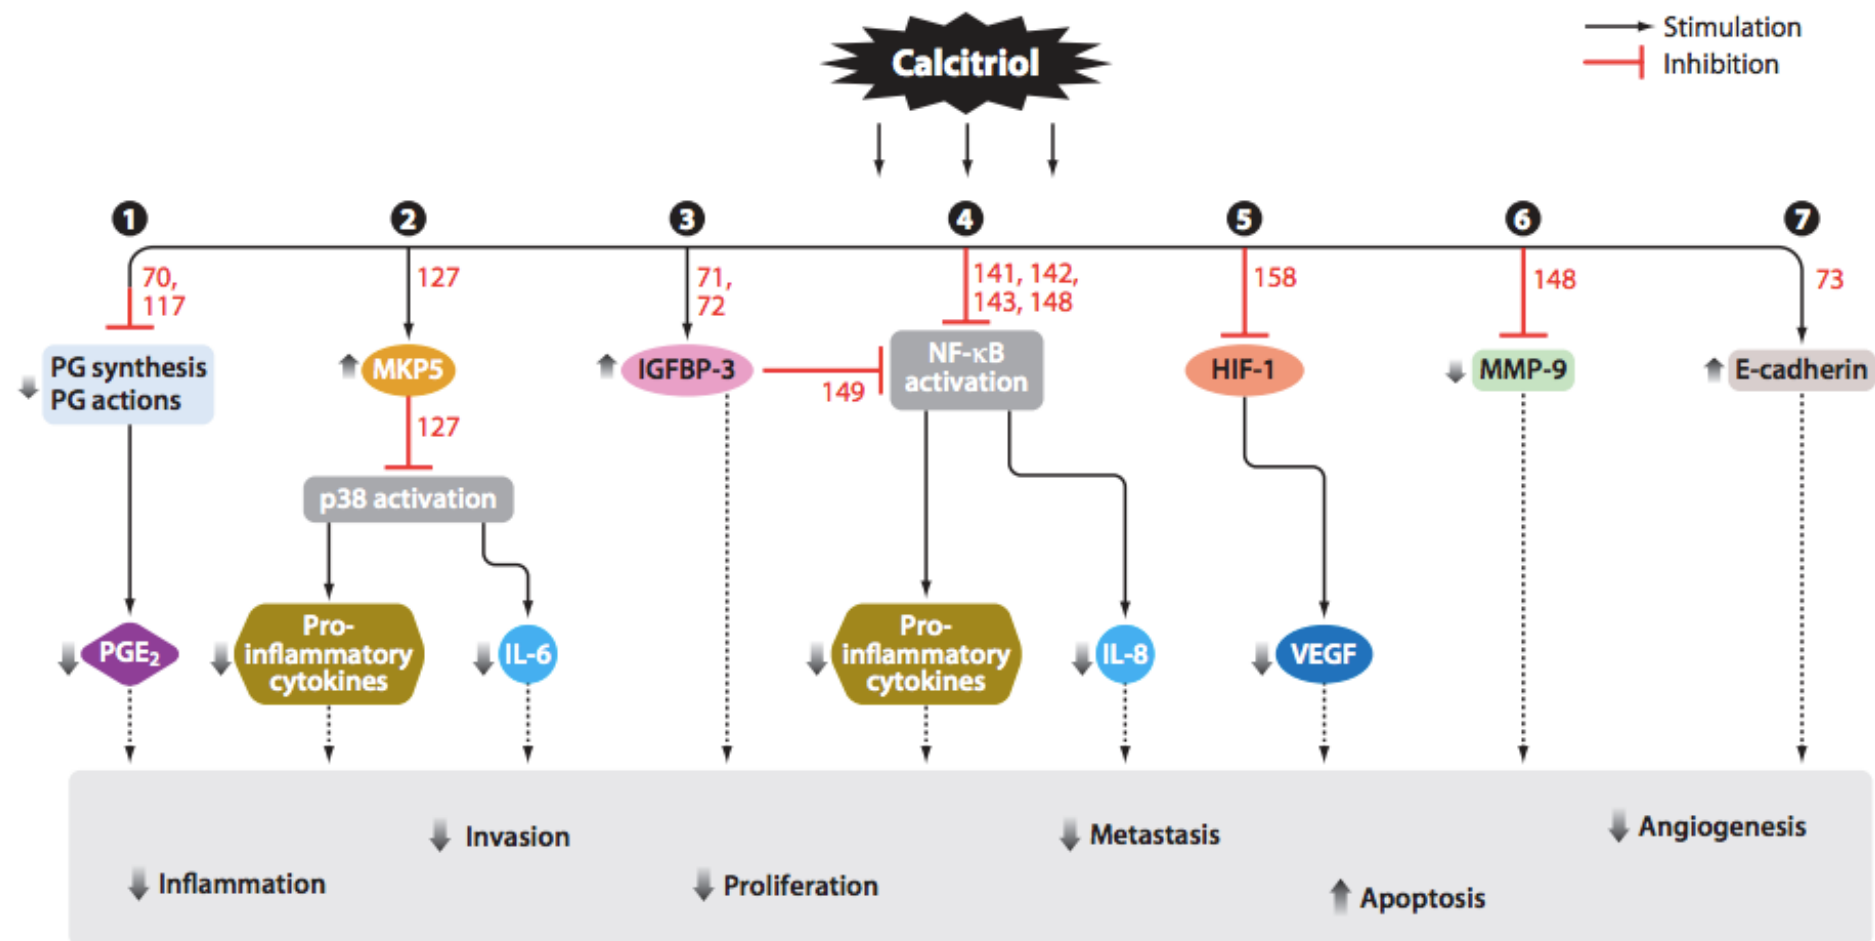 Calcitriol
Stimulation
Inhibition
1
2
3
4
5
6
7
70,
117
127
71,
72
141, 142,
143, 148
158
148
73
PG synthesis
PG actions
MKP5
IGFBP-3
149
NF-κB
activation
HIF-1
MMP-9
E-cadherin
127
p38 activation
PGE₂
Pro-
inflammatory
cytokines
IL-6
Pro-
inflammatory
cytokines
IL-8
VEGF
Inflammation
Invasion
Proliferation
Metastasis
Apoptosis
Angiogenesis